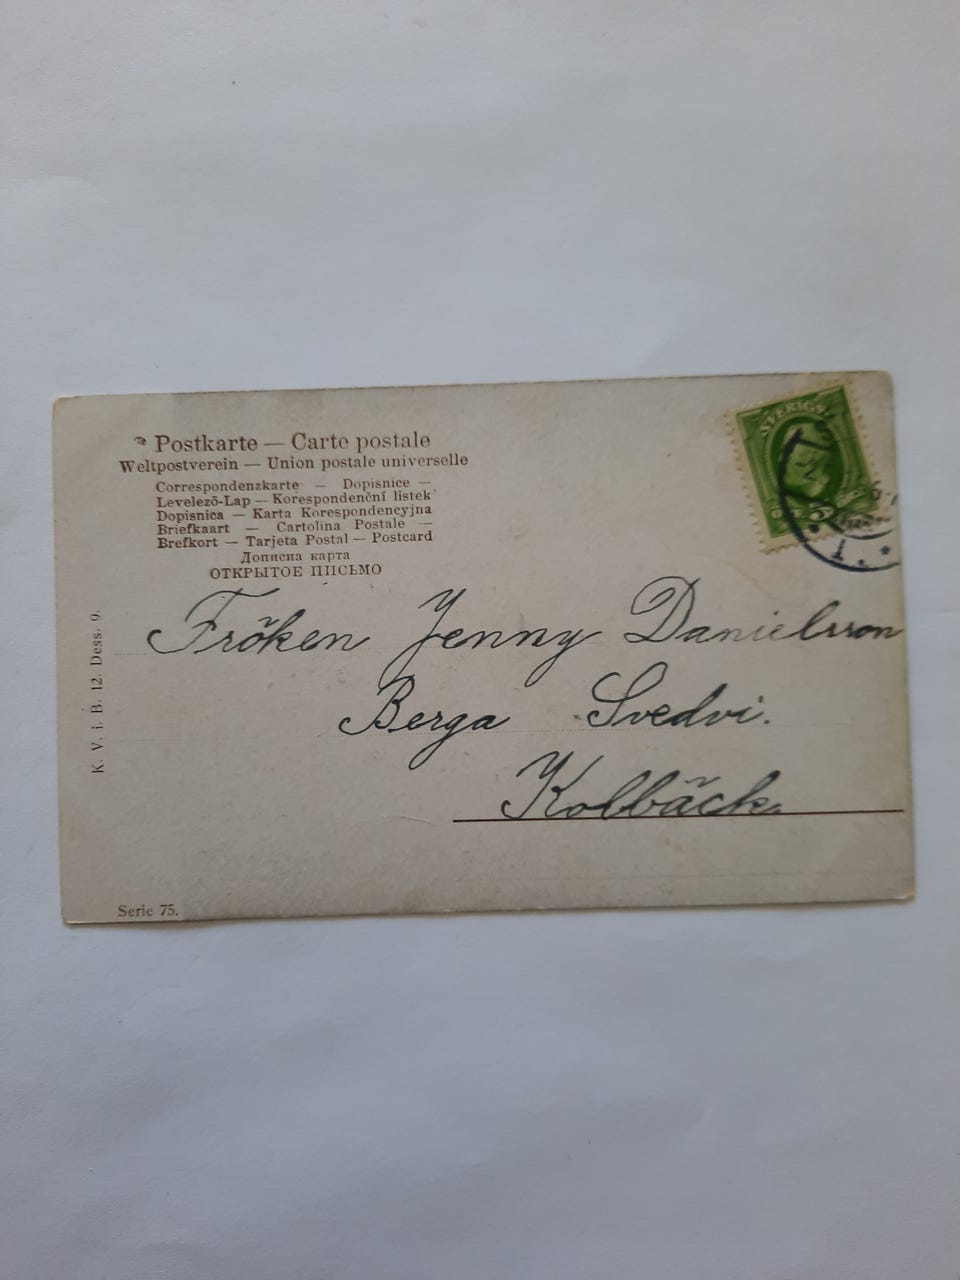 Postkarte — Carte postale
Weltpostverein — Union postale universelle
Correspondenzkarte — Dopisnice —
Levelező-Lap — Korespondenční listek
Dopisnica — Karta Korespondencyjna
Briefkaart — Cartolina Postale —
Brefkort — Tarjeta Postal — Postcard
Дописна карта
ОТКРЫТОЕ ПИСЬМО
SVERIGE
5
Fröken Jenny Danielsson
Berga Svedvi.
Kolbäck.
K. V. i. B. 12. Dess. 9.
Serie 75.